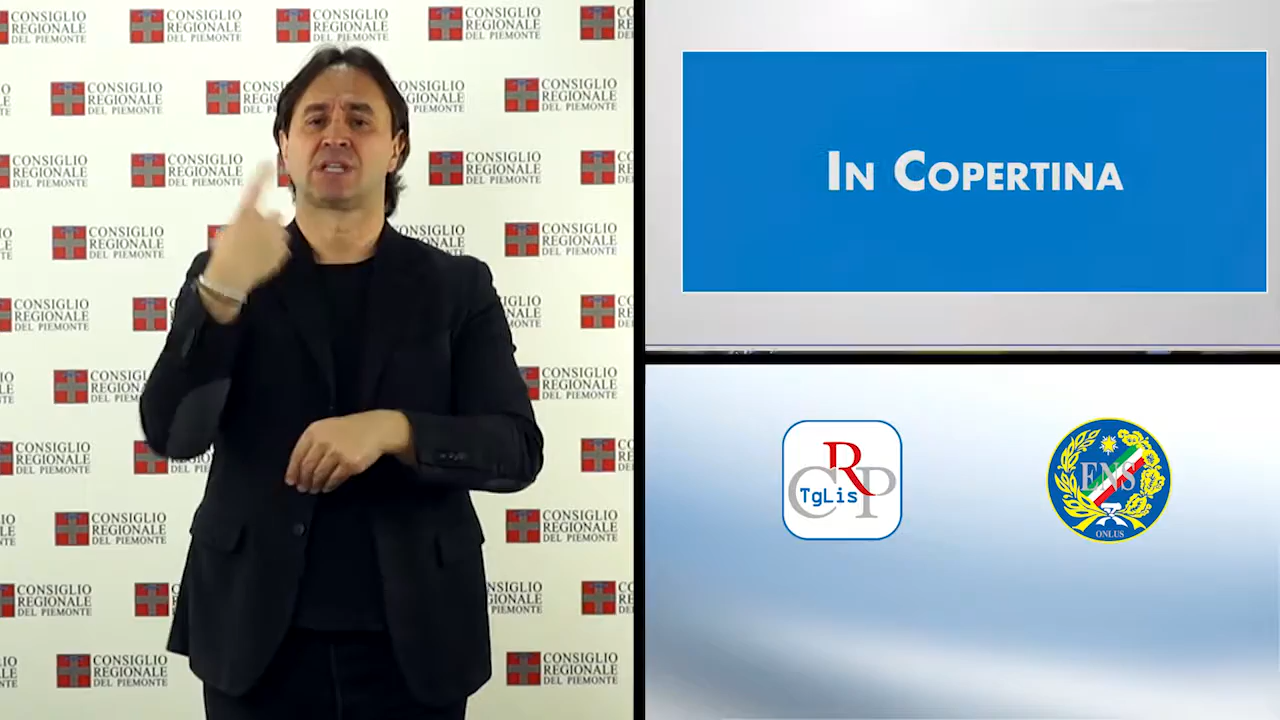 CONSIGLIO
REGIONALE
DEL PIEMONTE
In Copertina
CRP
TgLis
ENS
ONLUS